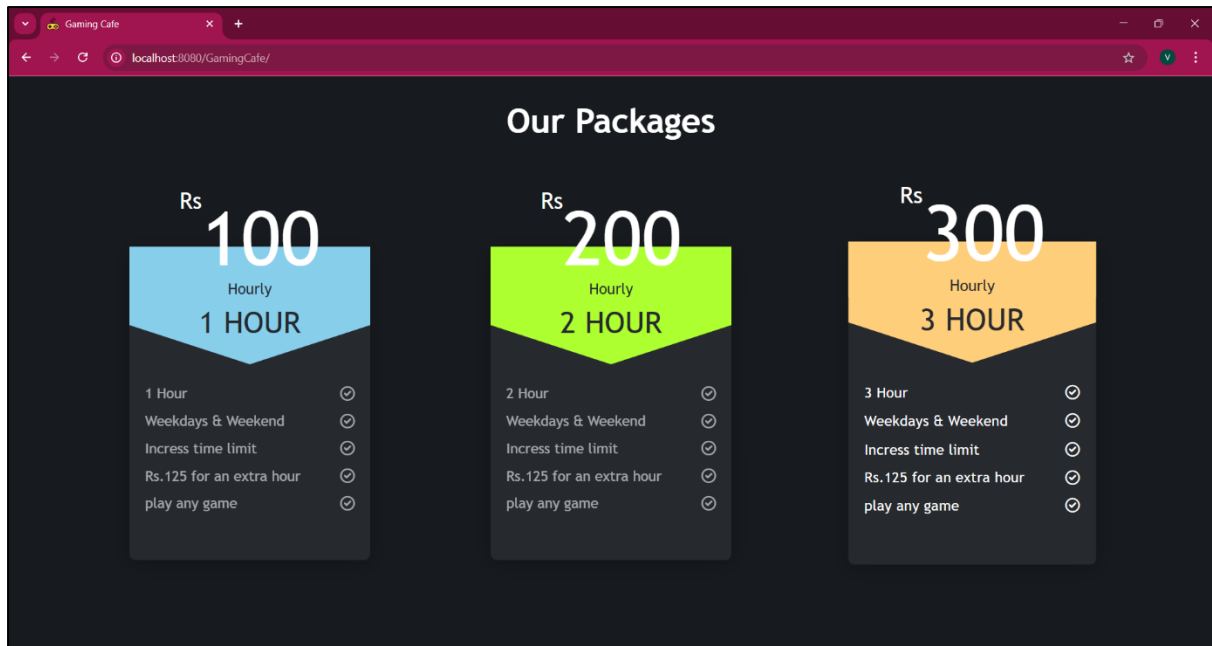 Gaming Cafe
localhost:8080/GamingCafe/
V
Our Packages
Rs
100
Hourly
1 HOUR
1 Hour
Weekdays & Weekend
Incress time limit
Rs.125 for an extra hour
play any game
Rs
200
Hourly
2 HOUR
2 Hour
Weekdays & Weekend
Incress time limit
Rs.125 for an extra hour
play any game
Rs
300
Hourly
3 HOUR
3 Hour
Weekdays & Weekend
Incress time limit
Rs.125 for an extra hour
play any game